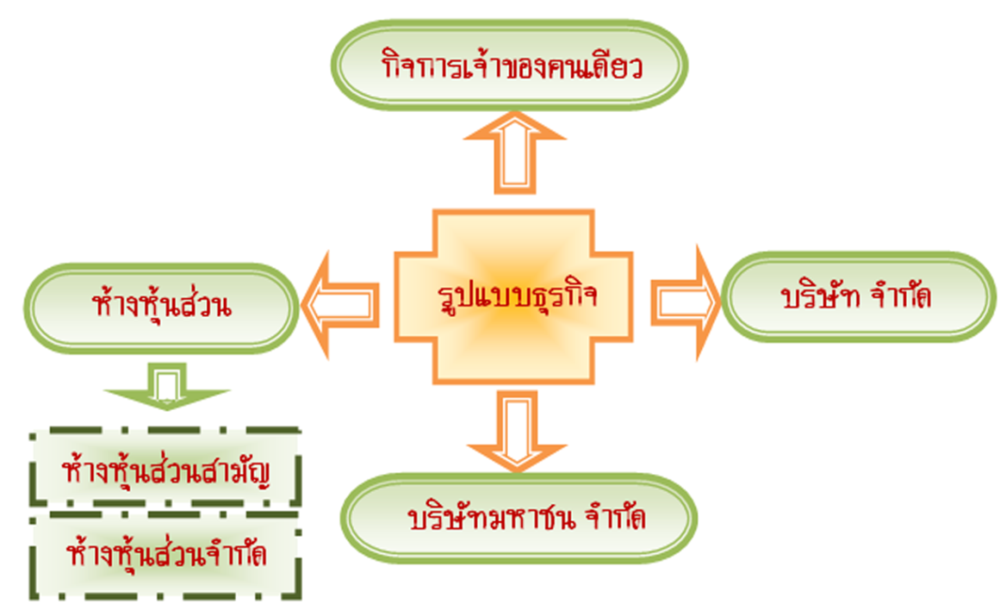 กิจการเจ้าของคนเดียว
รูปแบบธุรกิจ
ห้างหุ้นส่วน
บริษัท จำกัด
ห้างหุ้นส่วนสามัญ
ห้างหุ้นส่วนจำกัด
บริษัทมหาชน จำกัด